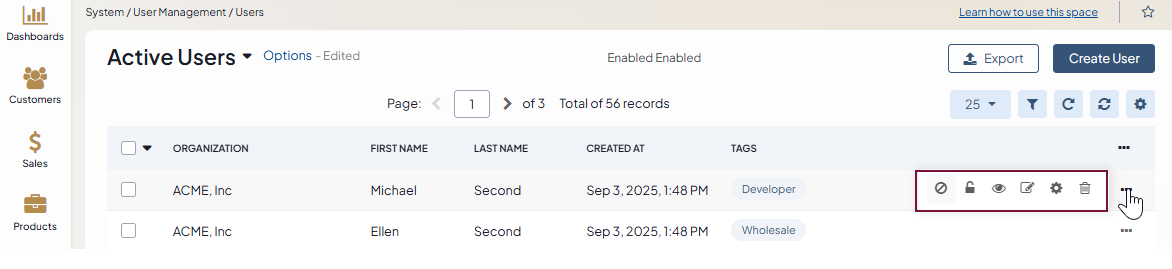 System / User Management / Users
Learn how to use this space
Dashboards
Customers
Sales
Products
Active Users
Options - Edited
Enabled Enabled
Export
Create User
Page: 1 of 3 Total of 56 records
25
ORGANIZATION FIRST NAME LAST NAME CREATED AT TAGS
ACME, Inc Michael Second Sep 3, 2025, 1:48 PM Developer
ACME, Inc Ellen Second Sep 3, 2025, 1:48 PM Wholesale